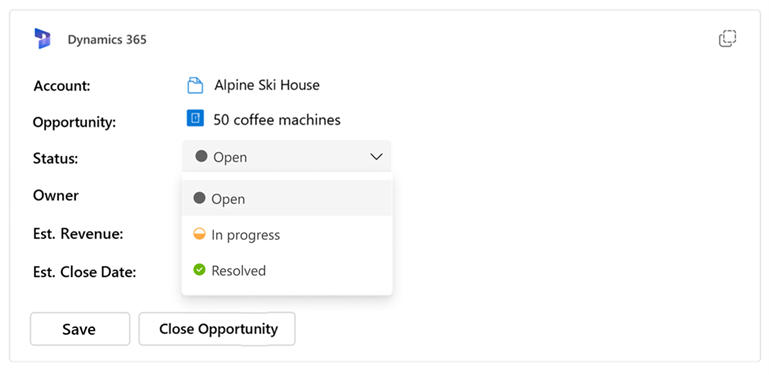 Dynamics 365
Account: Alpine Ski House
Opportunity: 50 coffee machines
Status: Open
Owner
Open
Est. Revenue:
In progress
Est. Close Date:
Resolved
Save
Close Opportunity